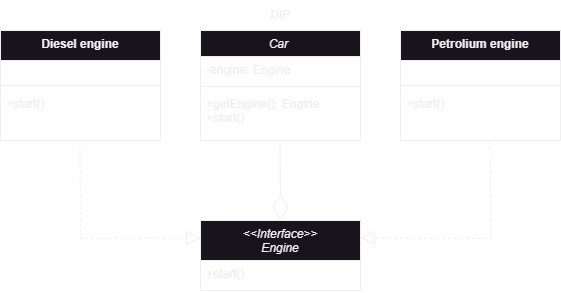 DIP
Diesel engine
+start()
Car
-engine: Engine
+getEngine(): Engine
+start()
Petrolium engine
+start()
<<Interface>>
Engine
+start()